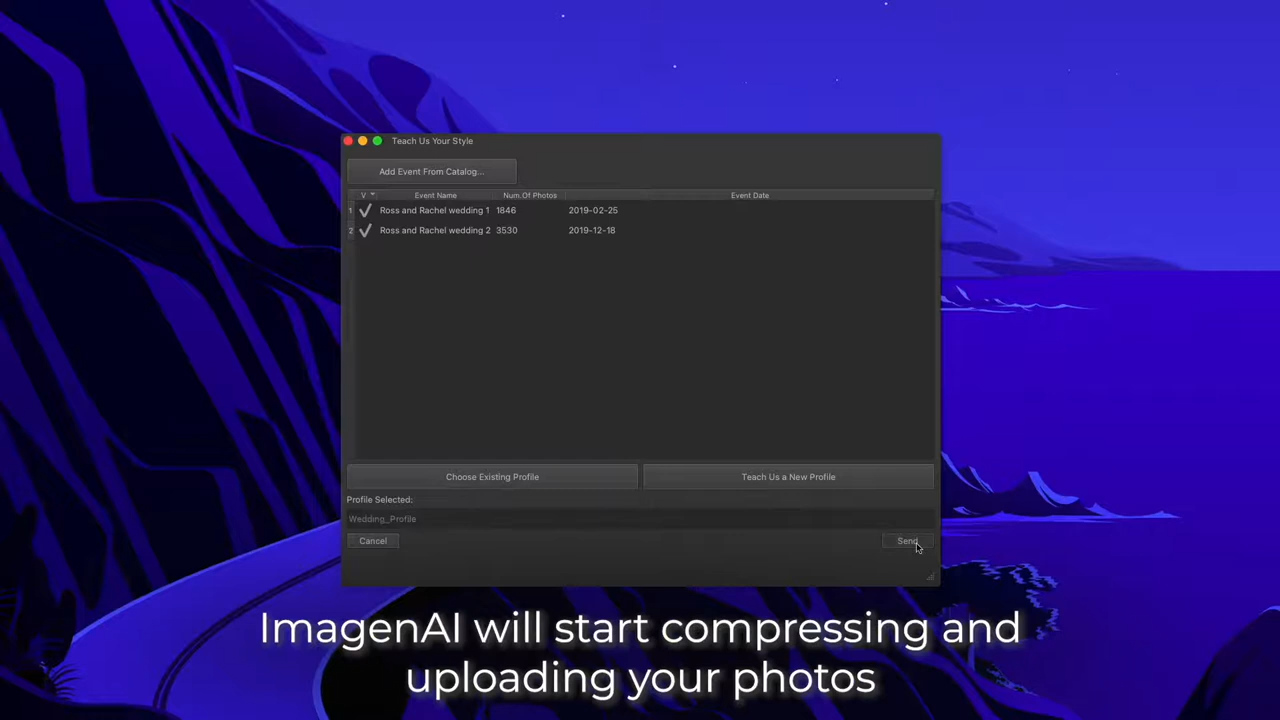 Teach Us Your Style
Add Event From Catalog...
V Event Name Num.Of Photos Event Date
1 Ross and Rachel wedding 1 1846 2019-02-25
2 Ross and Rachel wedding 2 3530 2019-12-18
Choose Existing Profile Teach Us a New Profile
Profile Selected:
Wedding_Profile
Cancel Send
ImagenAI will start compressing and
uploading your photos